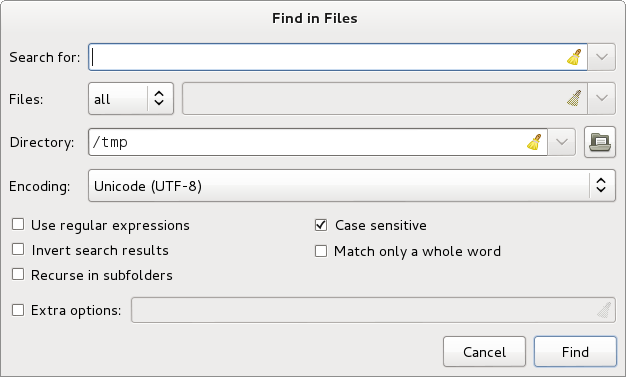 Find in Files
Search for:
Files: all
Directory: /tmp
Encoding: Unicode (UTF-8)
Use regular expressions Case sensitive
Invert search results Match only a whole word
Recurse in subfolders
Extra options:
Cancel Find